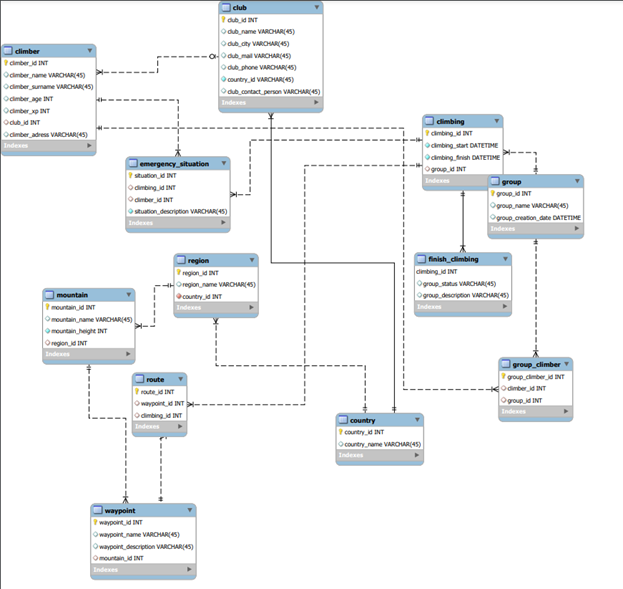 club
club_id INT
club_name VARCHAR(45)
club_city VARCHAR(45)
club_mail VARCHAR(45)
club_phone VARCHAR(45)
country_id VARCHAR(45)
club_contact_person VARCHAR(45)
Indexes
climber
climber_id INT
climber_name VARCHAR(45)
climber_surname VARCHAR(45)
climber_age INT
climber_xp INT
club_id INT
climber_adress VARCHAR(45)
Indexes
climbing
climbing_id INT
climbing_start DATETIME
climbing_finish DATETIME
group_id INT
Indexes
emergency_situation
situation_id INT
climbing_id INT
climber_id INT
situation_description VARCHAR(45)
Indexes
group
group_id INT
group_name VARCHAR(45)
group_creation_date DATETIME
Indexes
region
region_id INT
region_name VARCHAR(45)
country_id INT
Indexes
finish_climbing
climbing_id INT
group_status VARCHAR(45)
group_description VARCHAR(45)
Indexes
mountain
mountain_id INT
mountain_name VARCHAR(45)
mountain_height INT
region_id INT
Indexes
group_climber
group_climber_id INT
climber_id INT
group_id INT
Indexes
route
route_id INT
waypoint_id INT
climbing_id INT
Indexes
country
country_id INT
country_name VARCHAR(45)
Indexes
waypoint
waypoint_id INT
waypoint_name VARCHAR(45)
waypoint_description VARCHAR(45)
mountain_id INT
Indexes